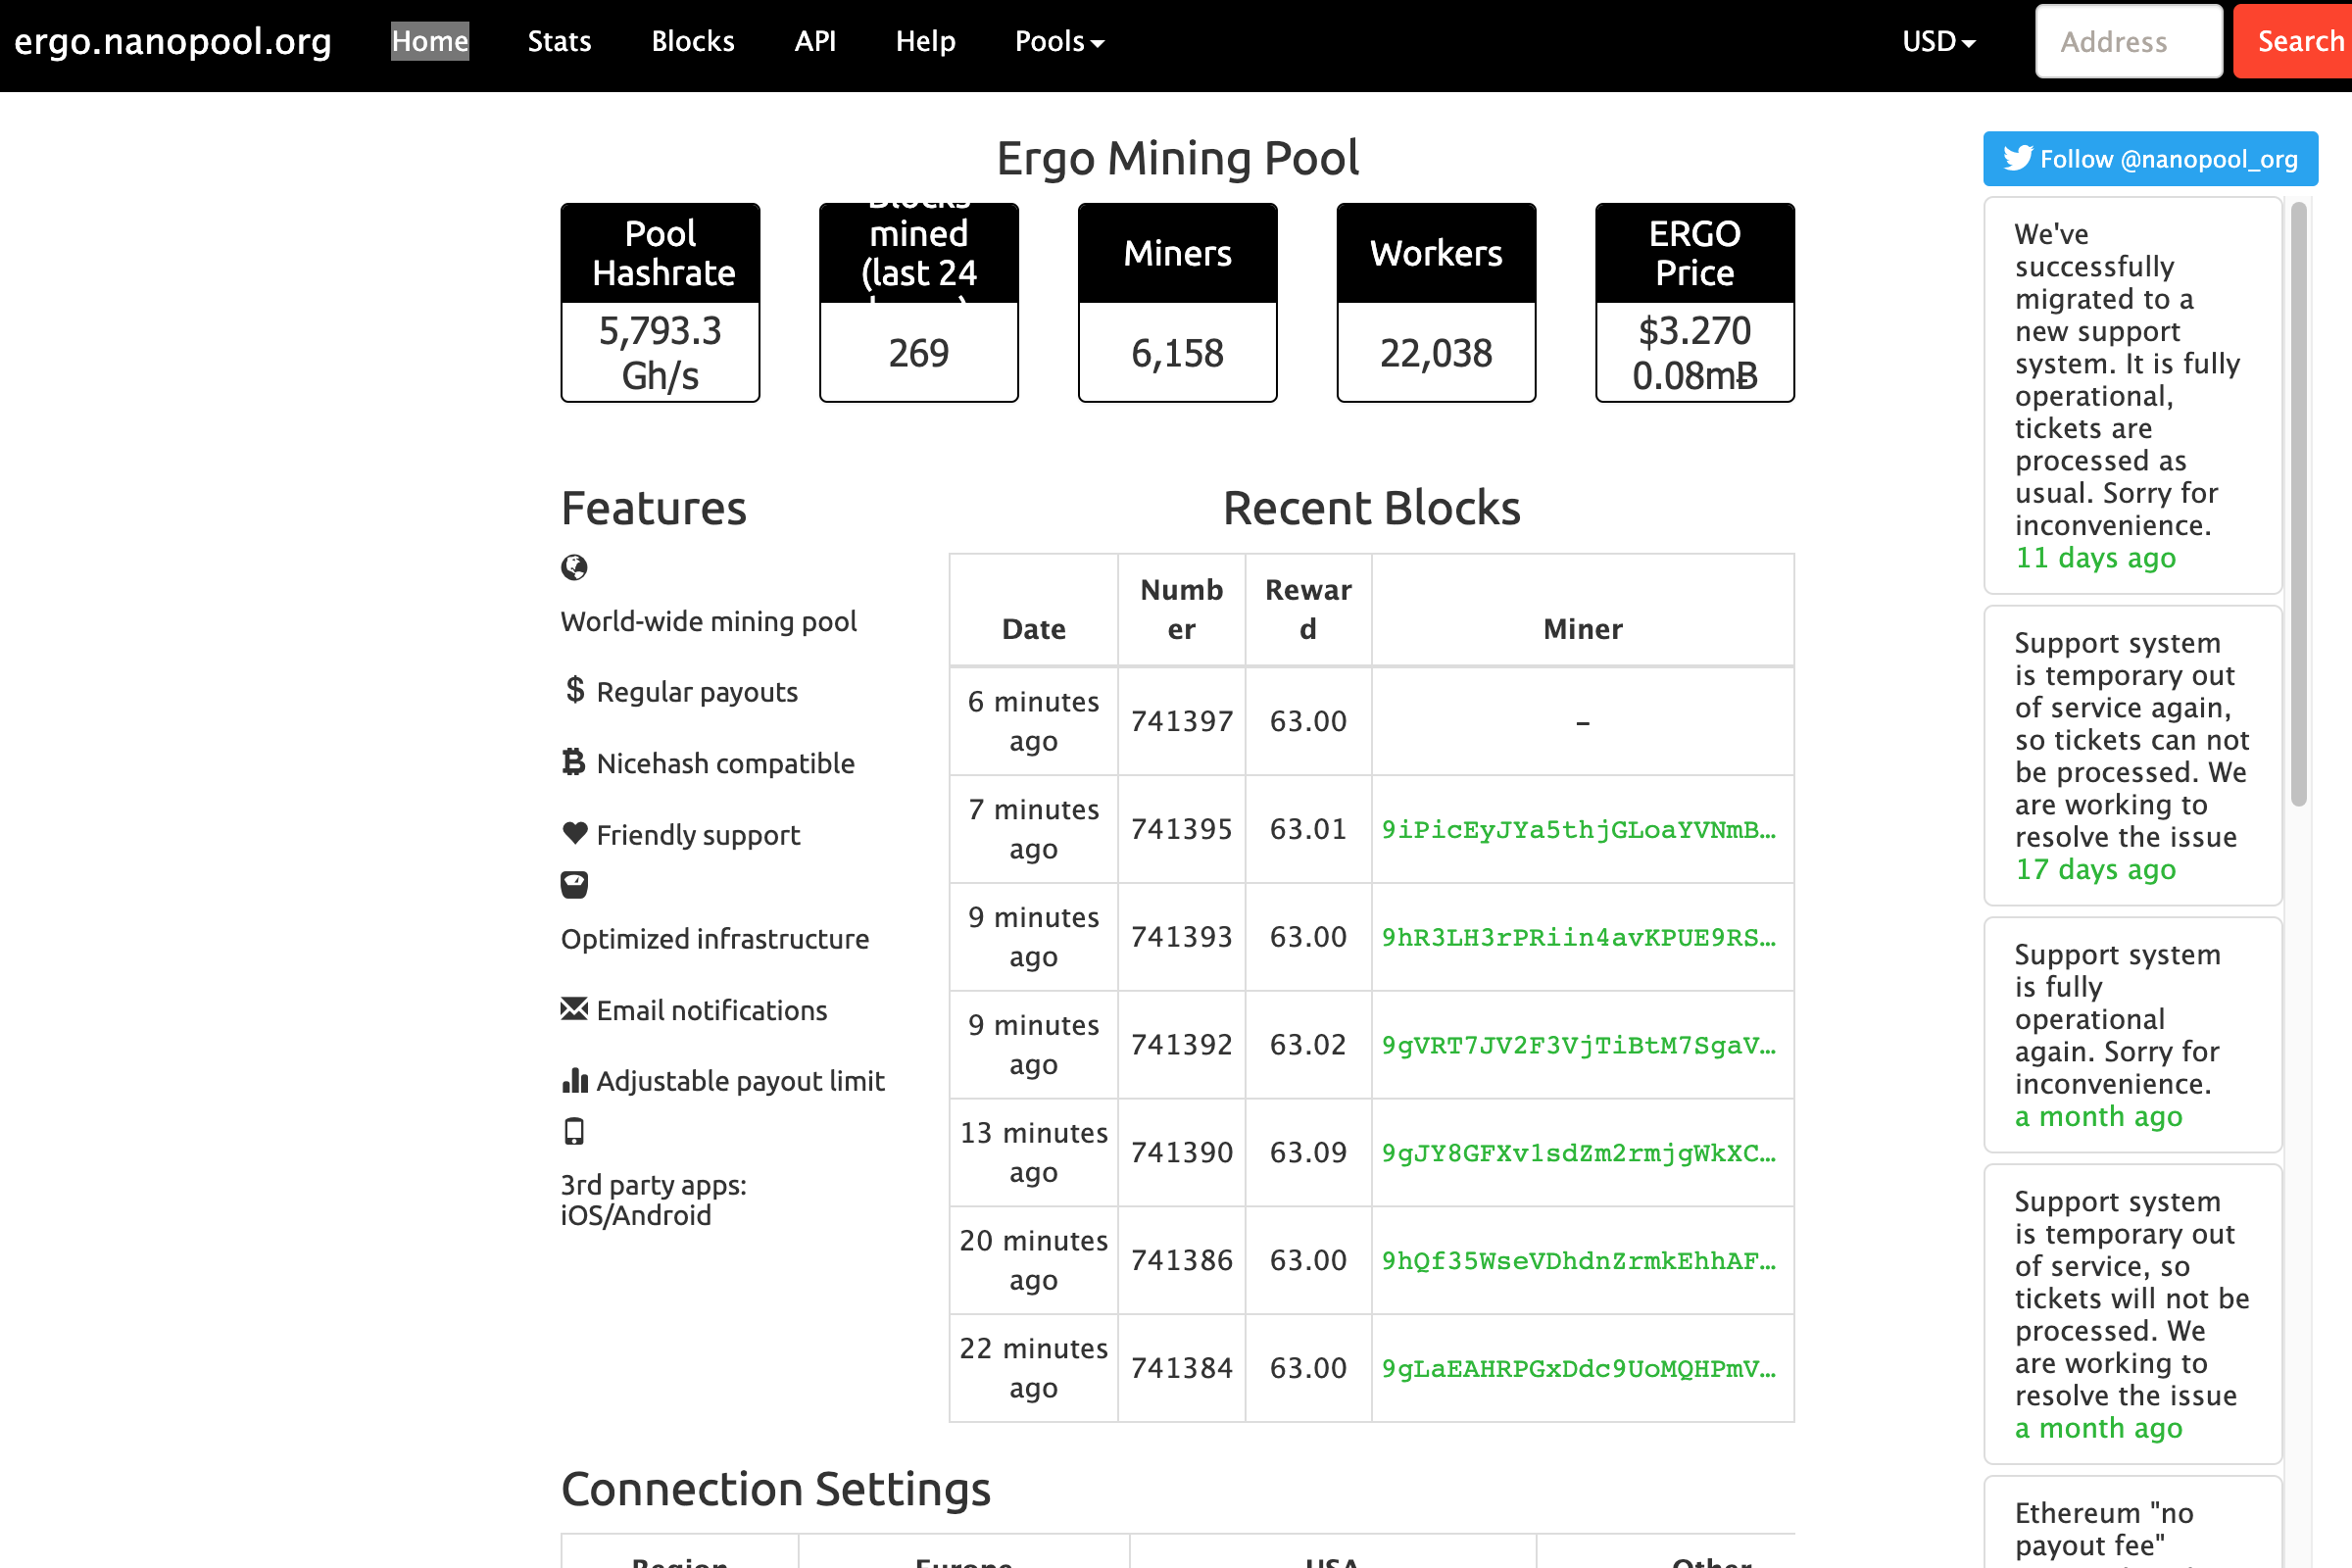 ergo.nanopool.org Home Stats Blocks API Help Pools USD Address Search
Ergo Mining Pool
Pool Hashrate
5,793.3 Gh/s
Blocks mined (last 24
269
Miners
6,158
Workers
22,038
ERGO Price
$3.270
0.08mɃ
Features
World-wide mining pool
Regular payouts
Nicehash compatible
Friendly support
Optimized infrastructure
Email notifications
Adjustable payout limit
3rd party apps:
iOS/Android
Recent Blocks
Date Number Reward Miner
6 minutes ago 741397 63.00 –
7 minutes ago 741395 63.01 9iPicEyJYa5thjGLoaYVNmB…
9 minutes ago 741393 63.00 9hR3LH3rPRiin4avKPUE9RS…
9 minutes ago 741392 63.02 9gVRT7JV2F3VjTiBtM7SgaV…
13 minutes ago 741390 63.09 9gJY8GFXv1sdZm2rmjgWkXC…
20 minutes ago 741386 63.00 9hQf35WseVDhdnZrmkEhhAF…
22 minutes ago 741384 63.00 9gLaEAHRPGxDdc9UoMQHPmV…
Connection Settings
Region Europe USA Other
Follow @nanopool_org
We've
successfully
migrated to a
new support
system. It is fully
operational,
tickets are
processed as
usual. Sorry for
inconvenience.
11 days ago
Support system
is temporary out
of service again,
so tickets can not
be processed. We
are working to
resolve the issue
17 days ago
Support system
is fully
operational
again. Sorry for
inconvenience.
a month ago
Support system
is temporary out
of service, so
tickets will not be
processed. We
are working to
resolve the issue
a month ago
Ethereum "no
payout fee"